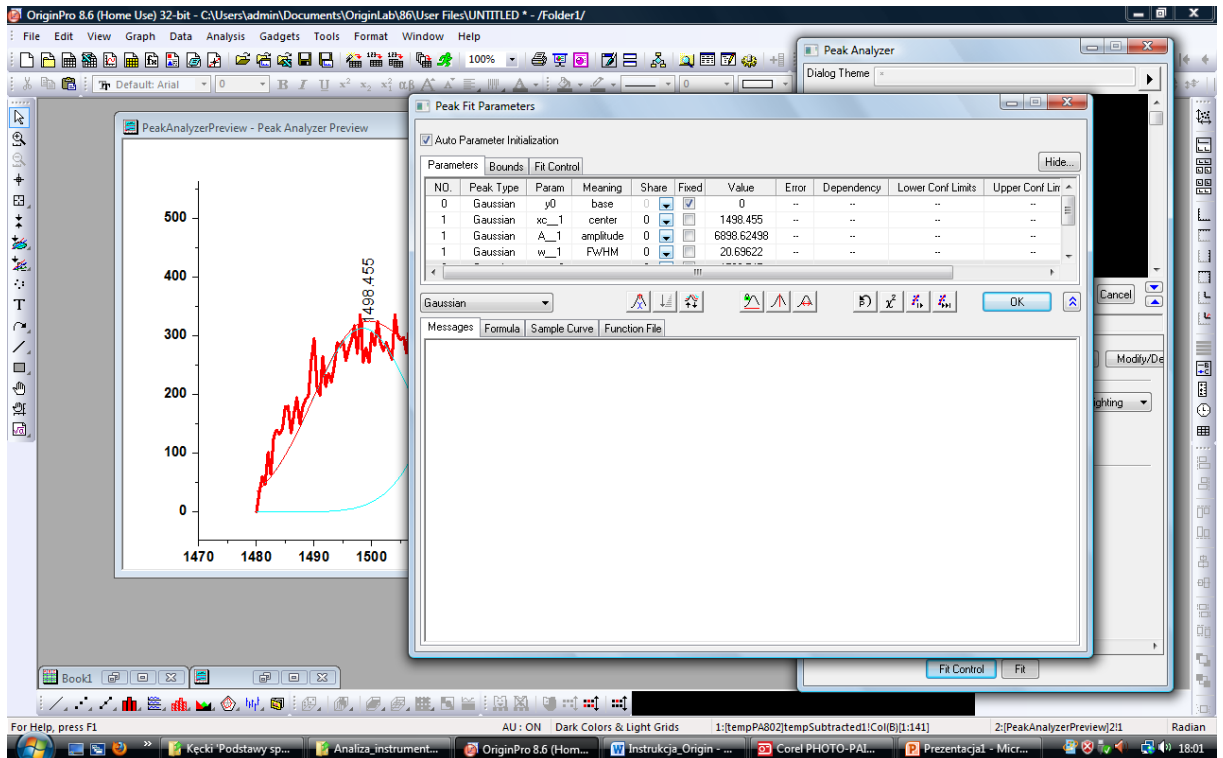 OriginPro 8.6 (Home Use) 32-bit - C:\Users\admin\Documents\OriginLab\86\User Files\UNTITLED * - /Folder1/
File Edit View Graph Data Analysis Gadgets Tools Format Window Help
100%
Default: Arial 0 B I U 0
Peak Analyzer
Dialog Theme
PeakAnalyzerPreview - Peak Analyzer Preview
500
400
300
200
100
0
1498.455
1470 1480 1490 1500
Peak Fit Parameters
Auto Parameter Initialization
Parameters Bounds Fit Control
Hide...
NO. Peak Type Param Meaning Share Fixed Value Error Dependency Lower Conf Limits Upper Conf Lim
0 Gaussian y0 base 0 0 -- -- -- --
1 Gaussian xc__1 center 0 1498.455 -- -- -- --
1 Gaussian A__1 amplitude 0 6898.62498 -- -- -- --
1 Gaussian w__1 FWHM 0 20.69622 -- -- -- --
Gaussian
OK
Messages Formula Sample Curve Function File
Cancel
Modify/De
ighting
Fit Control Fit
Book1
For Help, press F1 AU : ON Dark Colors & Light Grids 1:[tempPA802]tempSubtracted1!Col(B)[1:141] 2:[PeakAnalyzerPreview]2!1 Radian
Kęcki 'Podstawy sp... Analiza_instrument... OriginPro 8.6 (Hom... Instrukcja_Origin - ... Corel PHOTO-PAI... Prezentacja1 - Micr... 18:01